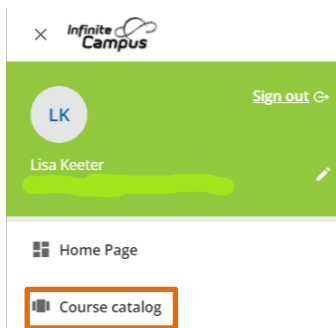 Infinite
Campus
LK
Sign out
Lisa Keeter
Home Page
Course catalog